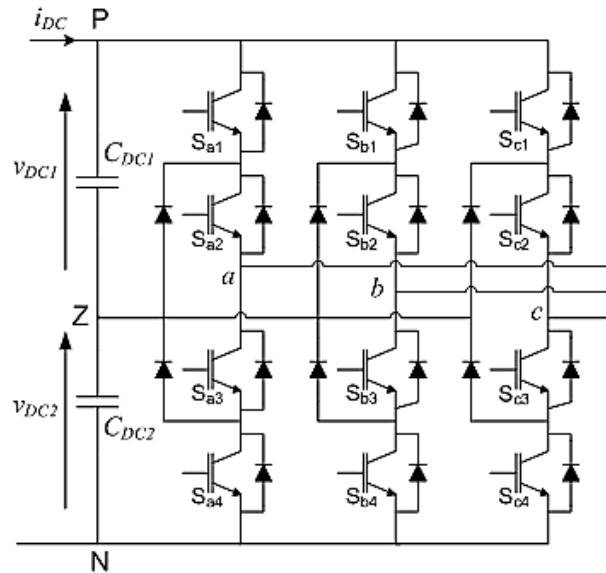 i_DC P
S_a1 S_b1 S_c1
v_DC1 C_DC1
S_a2 S_b2 S_c2
a b c
Z
S_a3 S_b3 S_c3
v_DC2 C_DC2
S_a4 S_b4 S_c4
N